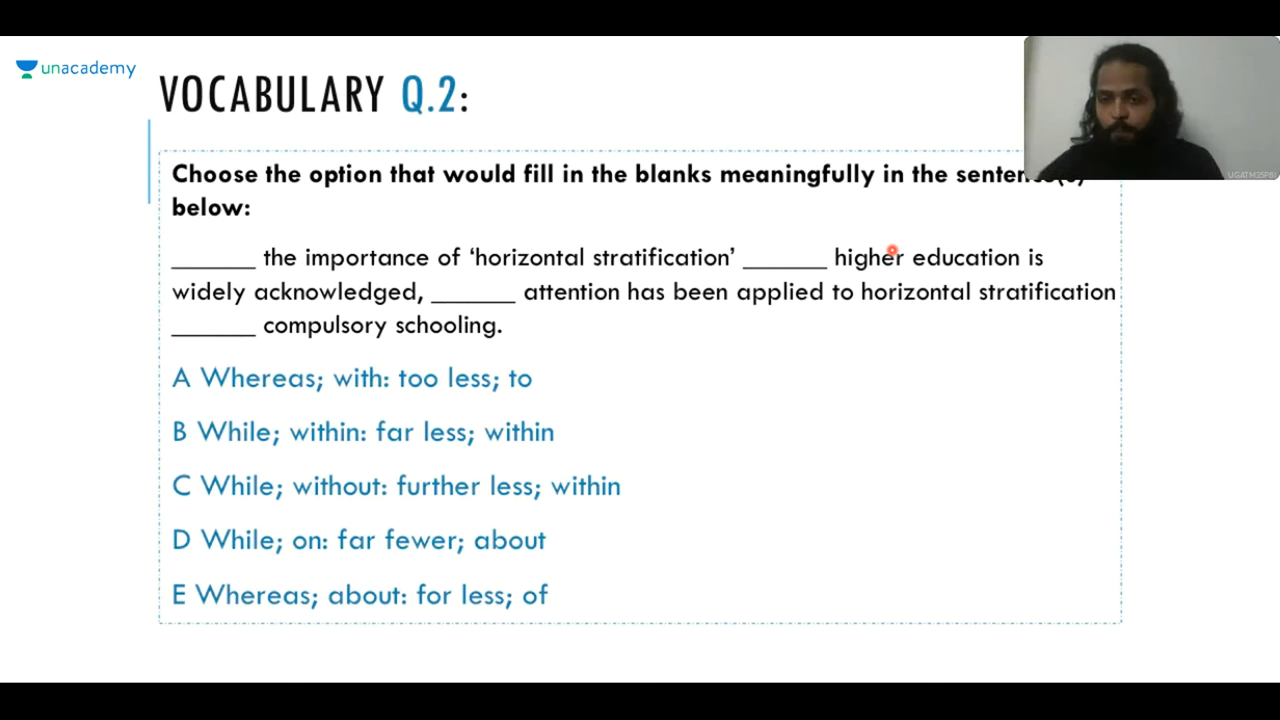 unacademy
VOCABULARY Q.2:
Choose the option that would fill in the blanks meaningfully in the
below:
_______ the importance of ‘horizontal stratification’ _______ higher education is
widely acknowledged, _______ attention has been applied to horizontal stratification
_______ compulsory schooling.
A Whereas; with: too less; to
B While; within: far less; within
C While; without: further less; within
D While; on: far fewer; about
E Whereas; about: for less; of